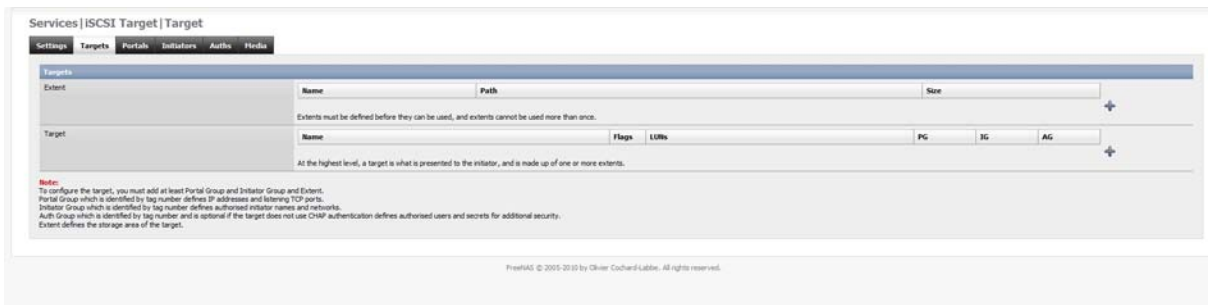 Services|iSCSI Target|Target
Settings Targets Portals Initiators Auths Media
Targets
Extent
Name Path Size
Extents must be defined before they can be used, and extents cannot be used more than once.
Target
Name Flags LUNs PG IG AG
At the highest level, a target is what is presented to the initiator, and is made up of one or more extents.
Note:
To configure the target, you must add at least Portal Group and Initiator Group and Extent.
Portal Group which is identified by tag number defines IP addresses and listening TCP ports.
Initiator Group which is identified by tag number defines authorised initiator names and networks.
Auth Group which is identified by tag number and is optional if the target does not use CHAP authentication defines authorised users and secrets for additional security.
Extent defines the storage area of the target.
FreeNAS © 2005-2010 by Olivier Cochard-Labbe. All rights reserved.